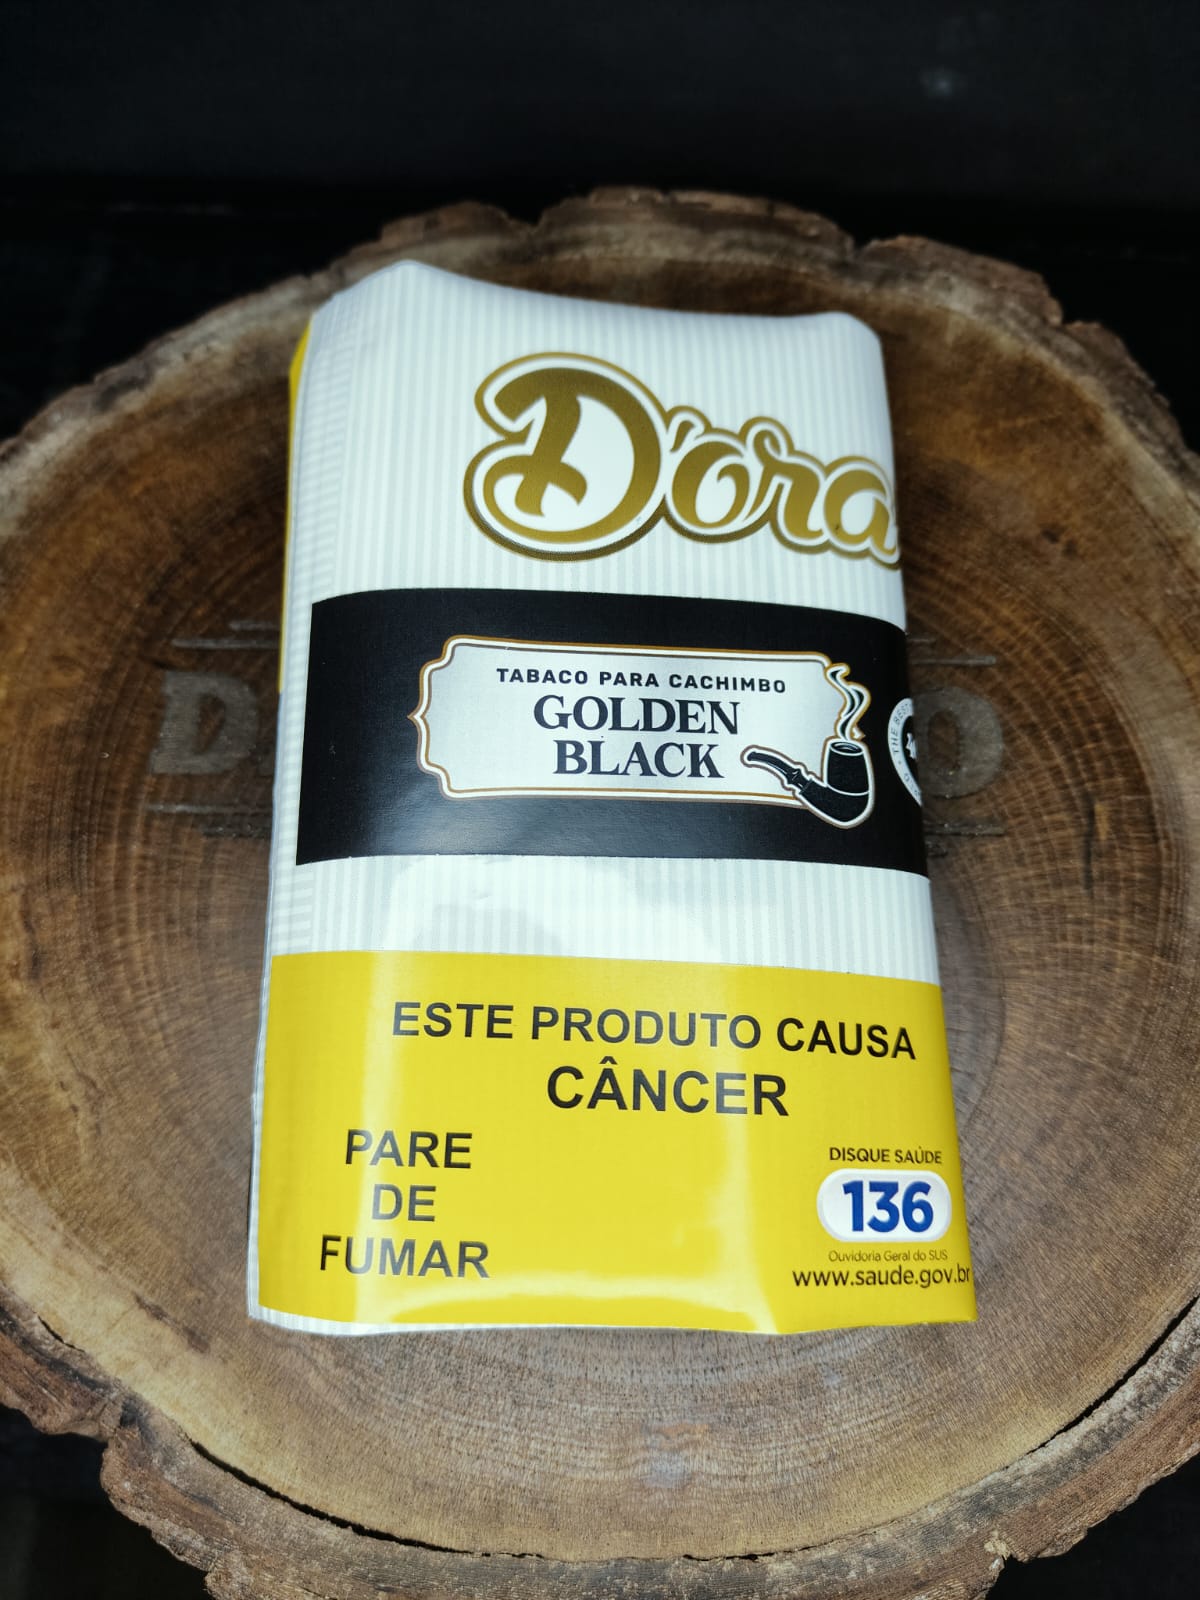 D'ora
TABACO PARA CACHIMBO
GOLDEN
BLACK
ESTE PRODUTO CAUSA
CÂNCER
PARE
DE
FUMAR
DISQUE SAÚDE
136
Ouvidoria Geral do SUS
www.saude.gov.br